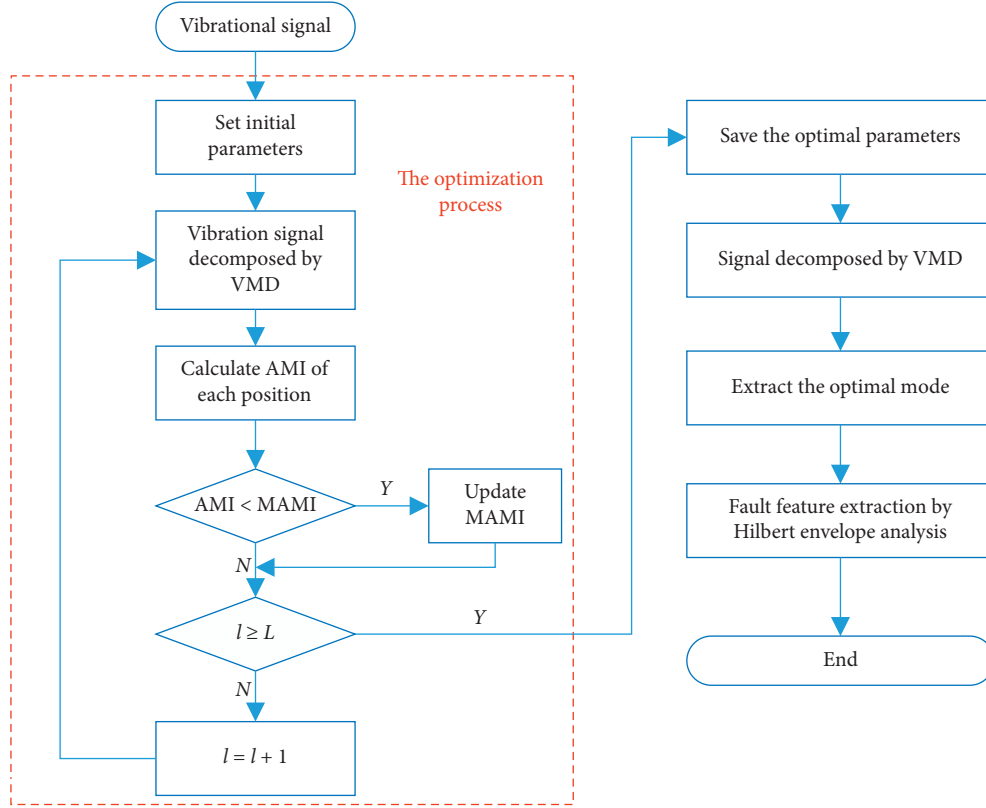 Vibrational signal
Set initial
parameters
The optimization
process
Vibration signal
decomposed by
VMD
Calculate AMI of
each position
AMI < MAMI
Y
Update
MAMI
N
l ≥ L
Y
N
l = l + 1
Save the optimal parameters
Signal decomposed by VMD
Extract the optimal mode
Fault feature extraction by
Hilbert envelope analysis
End